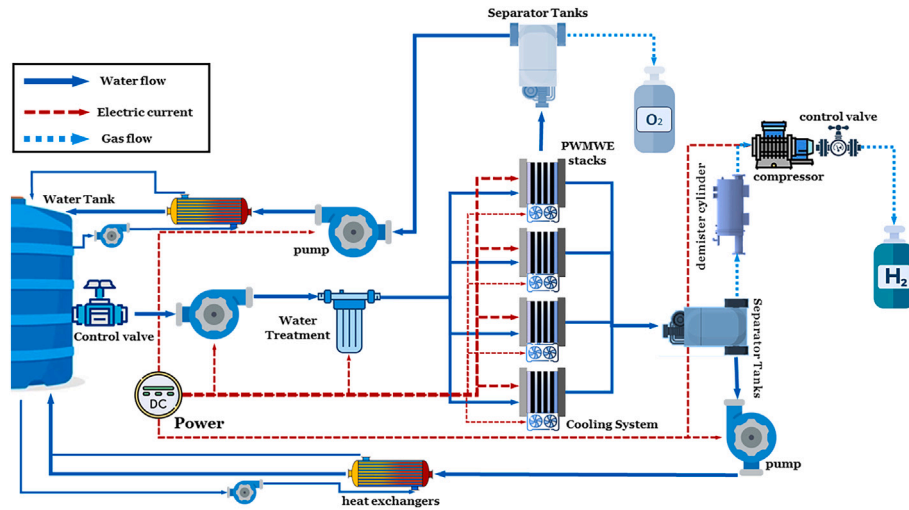 Separator Tanks
Water flow
Electric current
Gas flow
O2
PWMWE
stacks
control valve
compressor
Water Tank
demister cylinder
pump
H2
Control valve
Water
Treatment
Separator Tanks
DC
Power
Cooling System
pump
heat exchangers